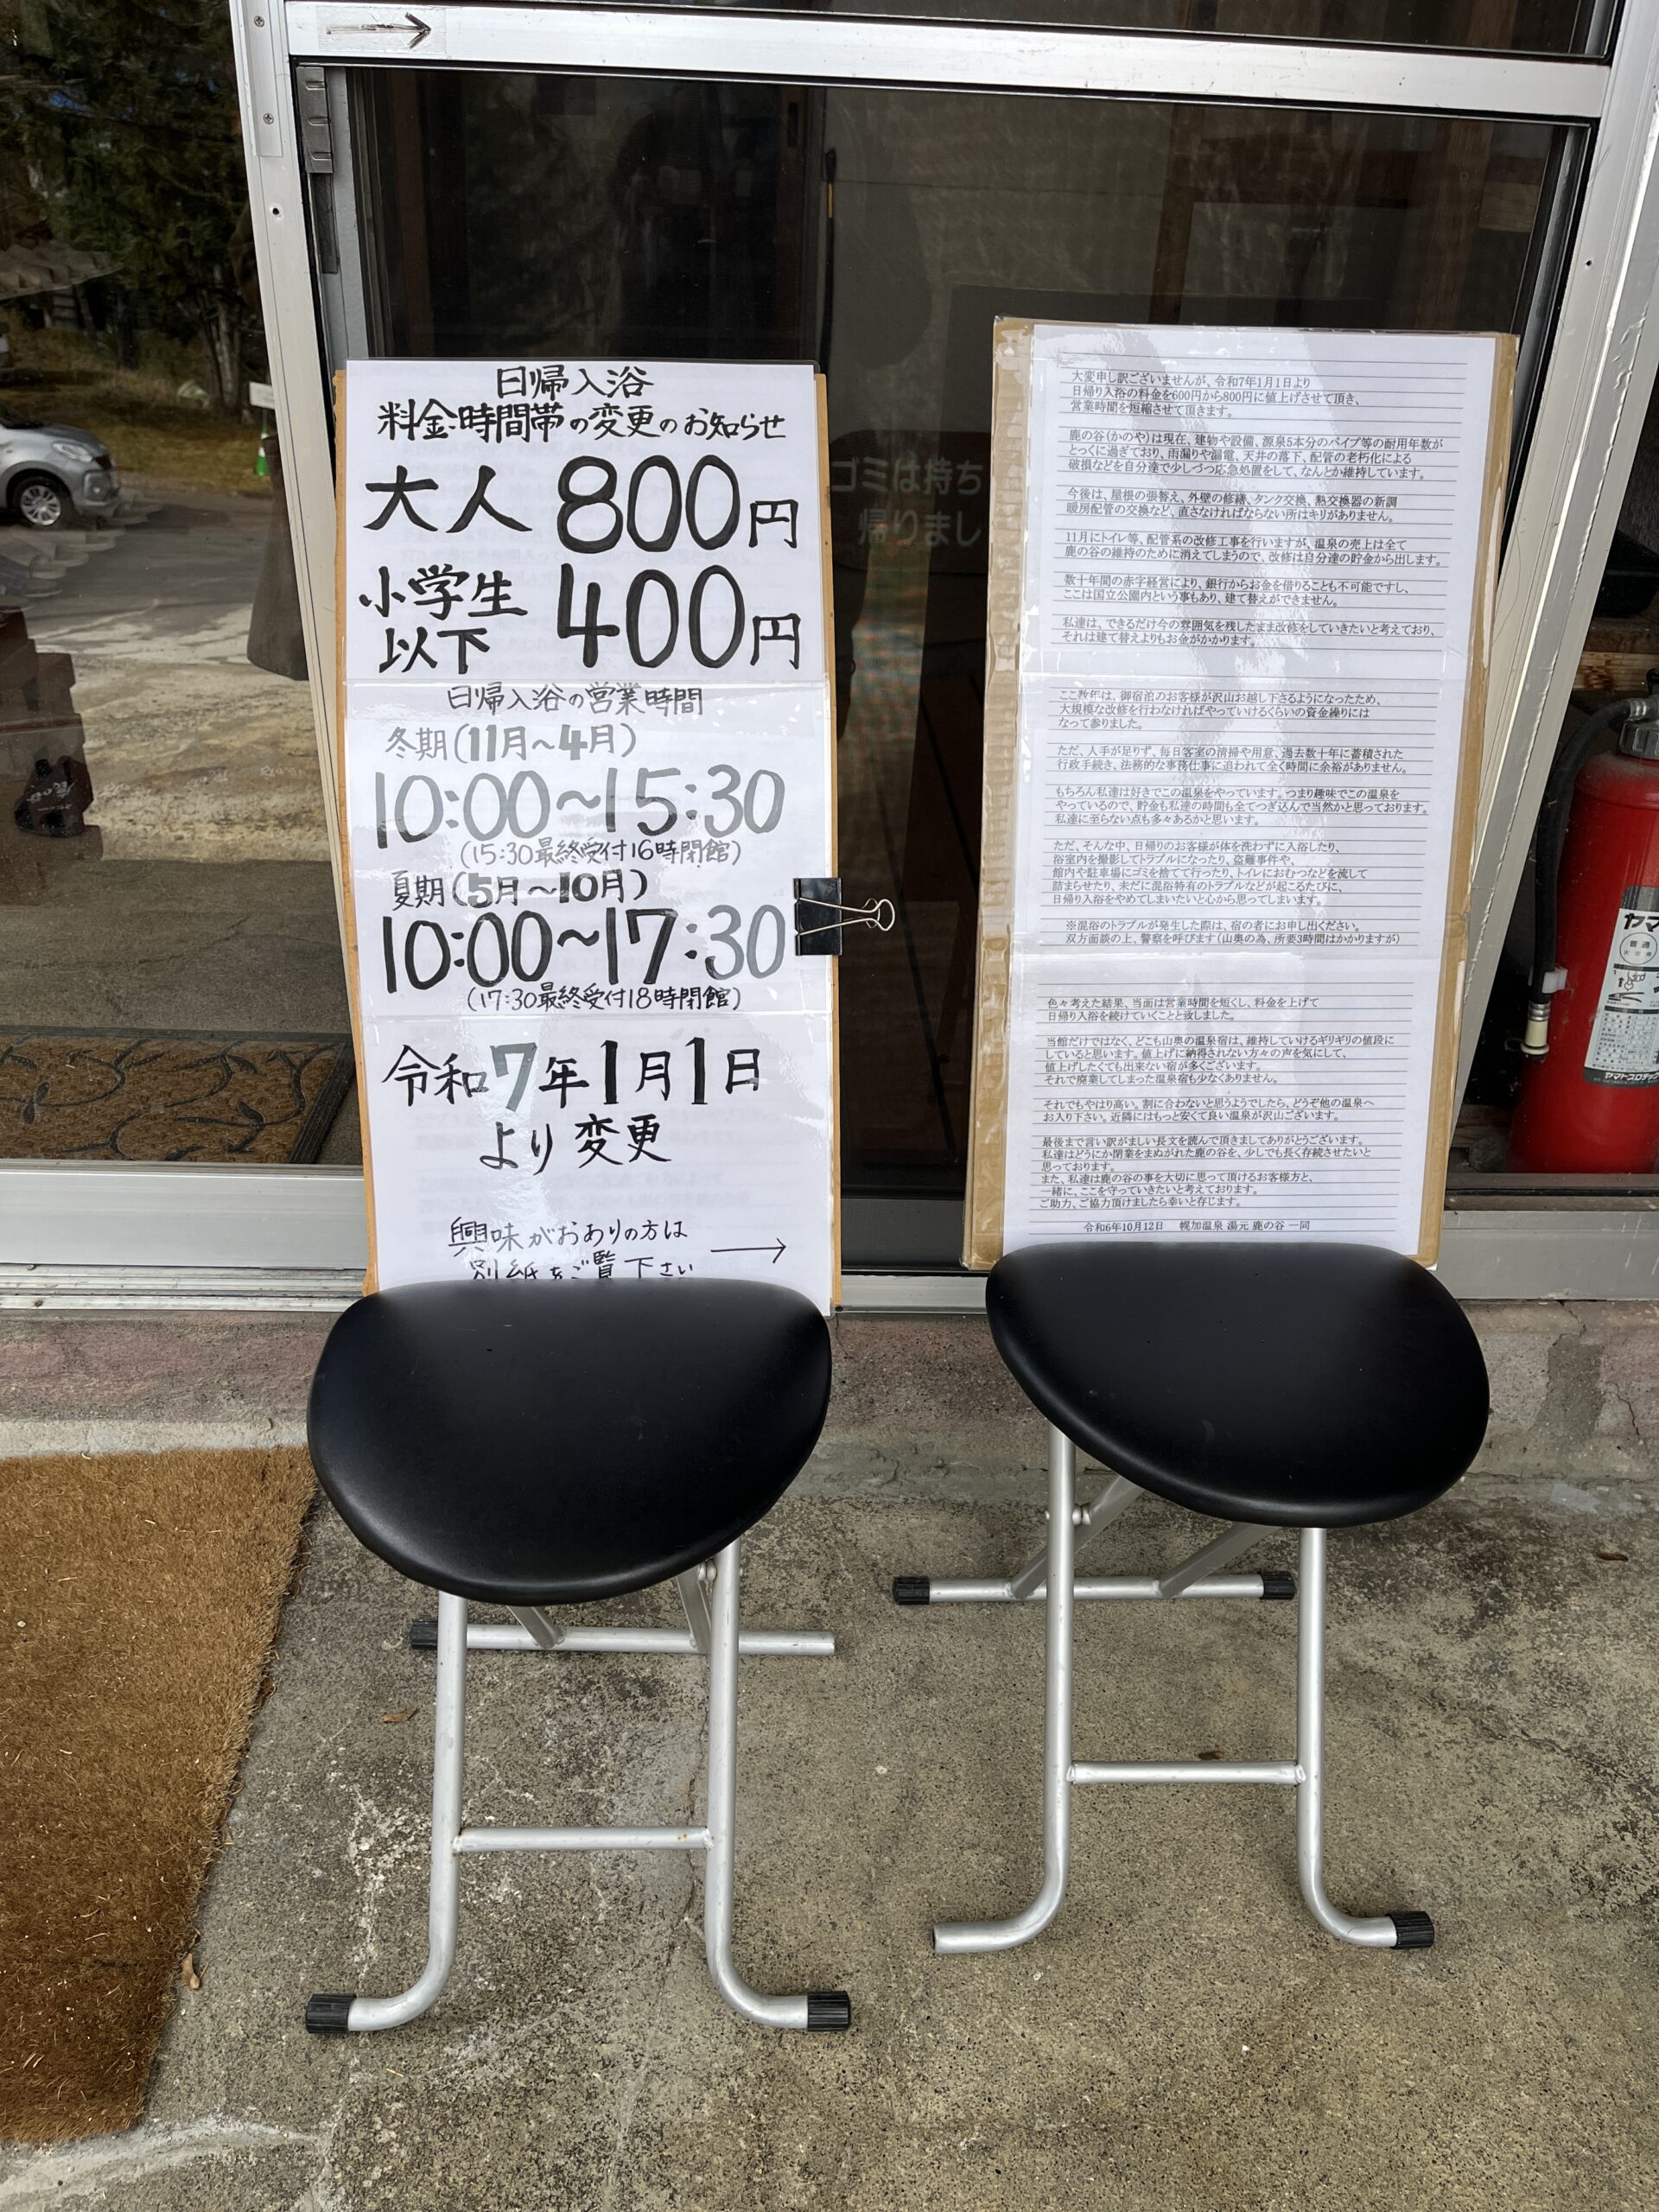 日帰入浴
料金・時間帯の変更のお知らせ
大人 800円
小学生以下 400円
日帰入浴の営業時間
冬期(11月~4月)
10:00~15:30
(15:30最終受付16時閉館)
夏期(5月~10月)
10:00~17:30
(17:30最終受付18時閉館)
令和7年1月1日
より変更
興味がおありの方は
別紙をご覧下さい
→
ゴミは持ち
帰りまし
大変申し訳ございませんが、令和7年1月1日より
日帰り入浴の料金を600円から800円に値上げさせて頂き、
営業時間を短縮させて頂きます。
鹿の谷(かのや)は現在、建物や設備、源泉5本分のパイプ等の耐用年数が
とっくに過ぎており、雨漏りや漏電、天井の落下、配管の老朽化による
破損などを自分達で少しづつ応急処置をして、なんとか維持しています。
今後は、屋根の張替え、外壁の修繕、タンク交換、熱交換器の新調
暖房配管の交換など、直さなければならない所はキリがありません。
11月にトイレ等、配管系の改修工事を行いますが、温泉の売上は全て
鹿の谷の維持のために消えてしまうので、改修は自分達の貯金から出します。
数十年間の赤字経営により、銀行からお金を借りることも不可能ですし、
ここは国立公園内という事もあり、建て替えができません。
私達は、できるだけ今の雰囲気を残したまま改修をしていきたいと考えており、
それは建て替えよりもお金がかかります。
ここ数年は、御宿泊のお客様が沢山お越し下さるようになったため、
大規模な改修を行わなければやっていけるくらいの資金繰りには
なって参りました。
ただ、人手が足りず、毎日客室の清掃や用意、過去数十年に蓄積された
行政手続き、法務的な事務仕事に追われて全く時間に余裕がありません。
もちろん私達は好きでこの温泉をやっています。つまり趣味でこの温泉を
やっているので、貯金も私達の時間も全てつぎ込んで当然かと思っております。
私達に至らない点も多々あるかと思います。
ただ、そんな中、日帰りのお客様が体を洗わずに入浴したり、
浴室内を撮影してトラブルになったり、盗難事件や、
館内や駐車場にゴミを捨てて行ったり、トイレにおむつなどを流して
詰まらせたり、未だに混浴特有のトラブルなどが起こるたびに、
日帰り入浴をやめてしまいたいと心から思ってしまいます。
※混浴のトラブルが発生した際は、宿の者にお申し出ください。
双方面談の上、警察を呼びます(山奥の為、所要3時間はかかりますが)
色々考えた結果、当面は営業時間を短くし、料金を上げて
日帰り入浴を続けていくことと致しました。
当館だけではなく、どこも山奥の温泉宿は、維持していけるギリギリの値段に
していると思います。値上げに納得されない方々の声を気にして、
値上げしたくても出来ない宿が多くございます。
それで廃業してしまった温泉宿も少なくありません。
それでもやはり高い。割に合わないと思うようでしたら、どうぞ他の温泉へ
お入り下さい。近隣にはもっと安くて良い温泉が沢山ございます。
最後まで言い訳がましい長文を読んで頂きましてありがとうございます。
私達はどうにか閉業をまぬがれた鹿の谷を、少しでも長く存続させたいと
思っております。
また、私達は鹿の谷の事を大切に思って頂けるお客様方と、
一緒に、ここを守っていきたいと考えております。
ご助力、ご協力頂けましたら幸いと存じます。
令和6年10月12日 幌加温泉 湯元 鹿の谷 一同
ヤマ
普通
ヤマトプロテック